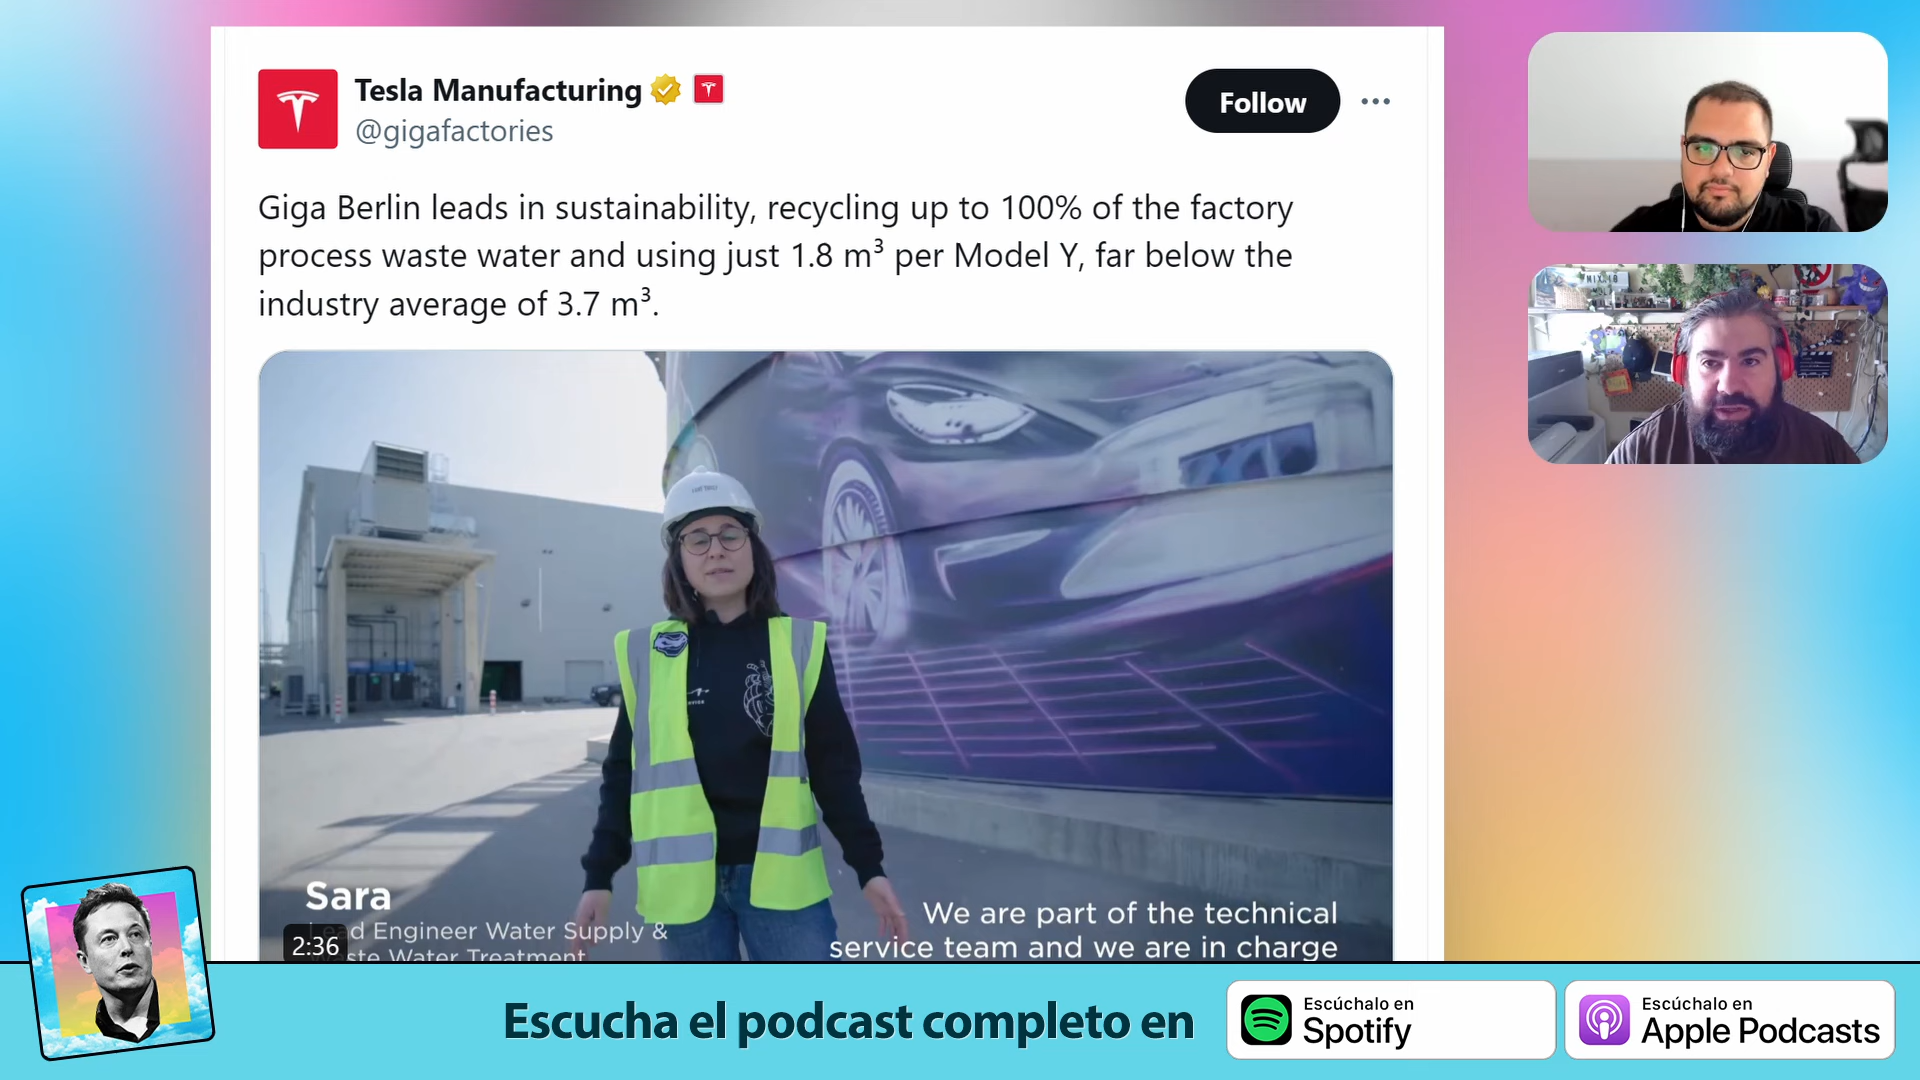 Tesla Manufacturing
@gigafactories
Follow
Giga Berlin leads in sustainability, recycling up to 100% of the factory
process waste water and using just 1.8 m³ per Model Y, far below the
industry average of 3.7 m³.
Sara
Engineer Water Supply &
Water Treatment
2:36
We are part of the technical
service team and we are in charge
Escucha el podcast completo en
Escúchalo en
Spotify
Escúchalo en
Apple Podcasts